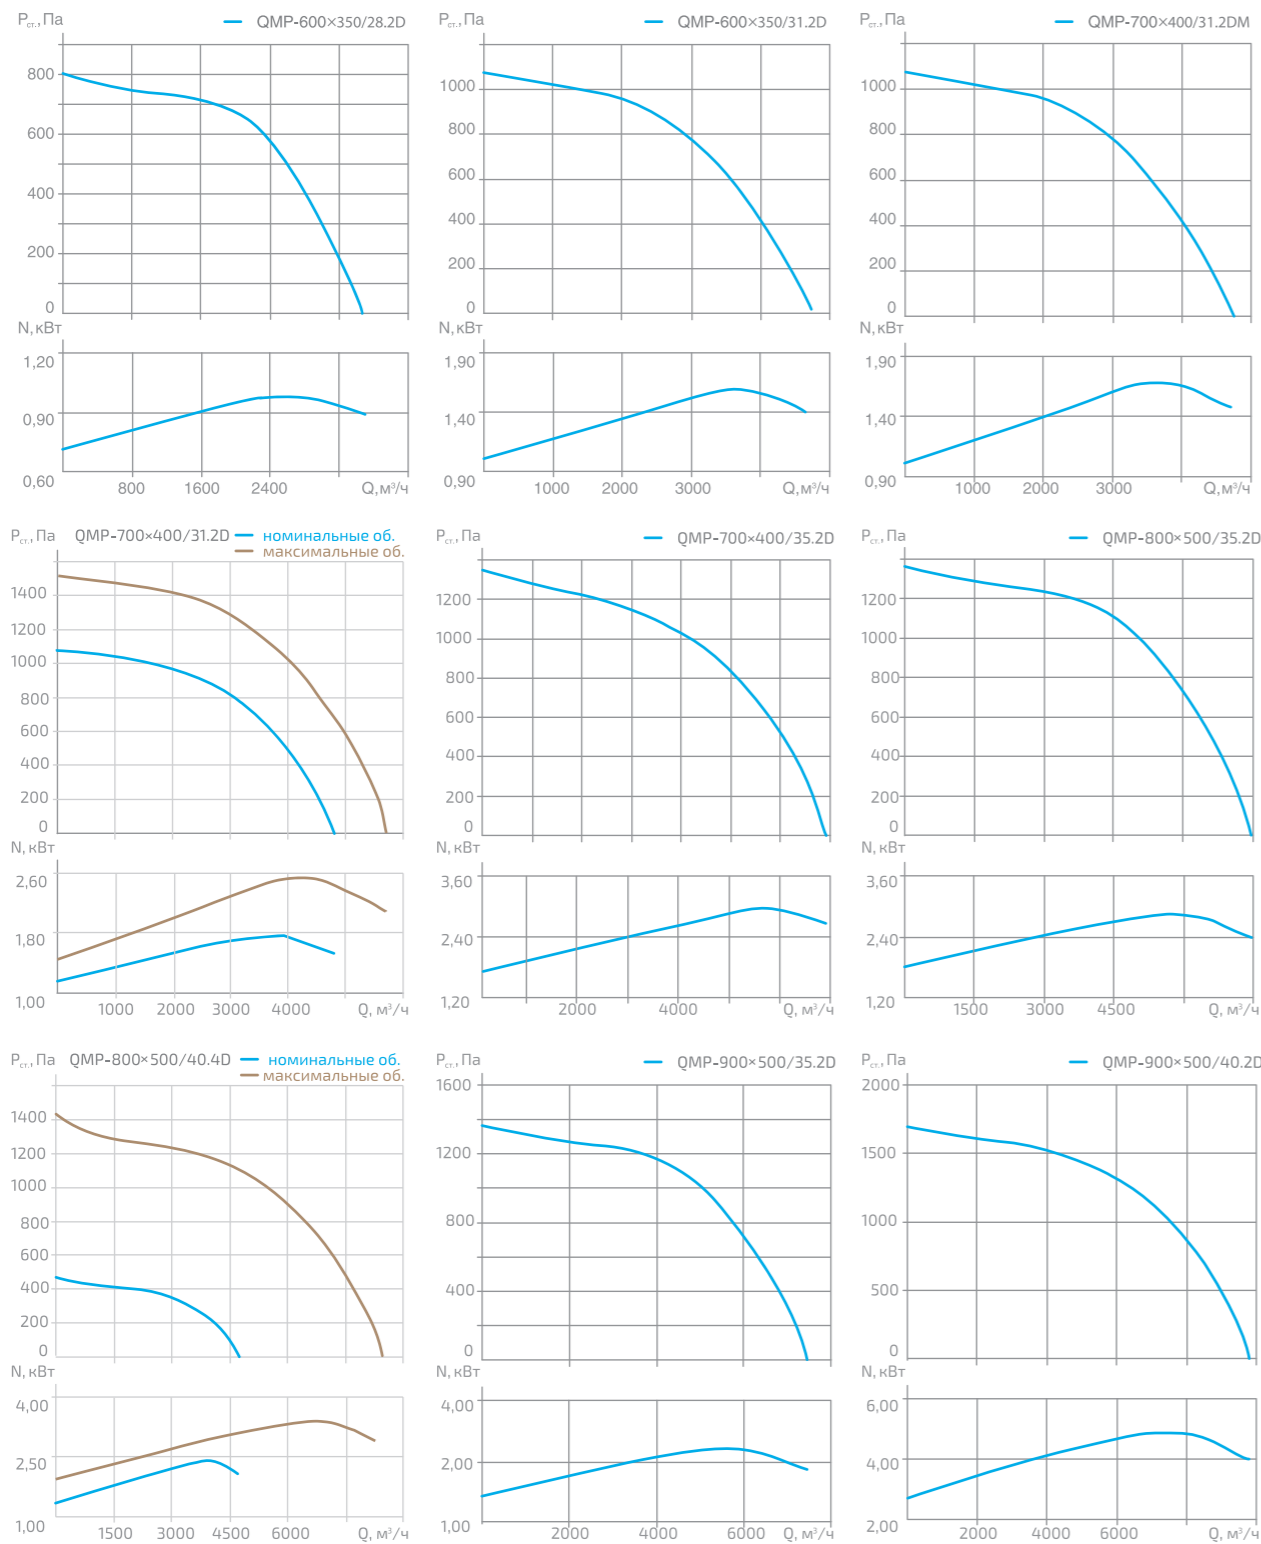 Pст., Па
QMP-600×350/28.2D
800
600
400
200
0
N, кВт
1,20
0,90
0,60
800 1600 2400 Q, м³/ч
Pст., Па
QMP-600×350/31.2D
1000
800
600
400
200
0
N, кВт
1,90
1,40
0,90
1000 2000 3000 Q, м³/ч
Pст., Па
QMP-700×400/31.2DM
1000
800
600
400
200
0
N, кВт
1,90
1,40
0,90
1000 2000 3000 Q, м³/ч
Pст., Па
QMP-700×400/31.2D
номинальные об.
максимальные об.
1400
1200
1000
800
600
400
200
0
N, кВт
2,60
1,80
1,00
1000 2000 3000 4000 Q, м³/ч
Pст., Па
QMP-700×400/35.2D
1200
1000
800
600
400
200
0
N, кВт
3,60
2,40
1,20
2000 4000 Q, м³/ч
Pст., Па
QMP-800×500/35.2D
1200
1000
800
600
400
200
0
N, кВт
3,60
2,40
1,20
1500 3000 4500 Q, м³/ч
Pст., Па
QMP-800×500/40.4D
номинальные об.
максимальные об.
1400
1200
1000
800
600
400
200
0
N, кВт
4,00
2,50
1,00
1500 3000 4500 6000 Q, м³/ч
Pст., Па
QMP-900×500/35.2D
1600
1200
800
400
0
N, кВт
4,00
2,00
1,00
2000 4000 6000 Q, м³/ч
Pст., Па
QMP-900×500/40.2D
2000
1500
1000
500
0
N, кВт
6,00
4,00
2,00
2000 4000 6000 Q, м³/ч